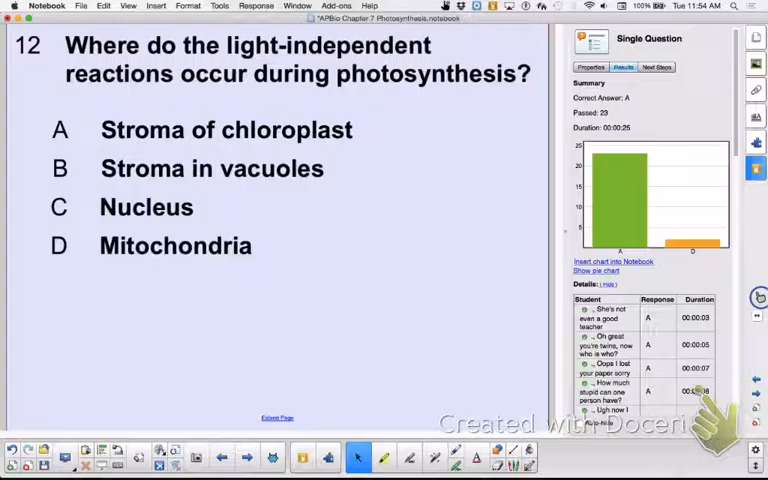 Notebook File Edit View Insert Format Tools Response Window Add-ons Help
100% Tue 11:54 AM
*APBio Chapter 7 Photosynthesis.notebook
12 Where do the light-independent
reactions occur during photosynthesis?
A Stroma of chloroplast
B Stroma in vacuoles
C Nucleus
D Mitochondria
Extend Page
Single Question
Properties Results Next Steps
Summary
Correct Answer: A
Passed: 23
Duration: 00:00:25
25
20
15
10
5
A D
Insert chart into Notebook
Show pie chart
Details: ( Hide )
Student Response Duration
., She's not
even a good
teacher
A 00:00:03
., Oh great
you're twins, now
who is who?
A 00:00:05
., Oops I lost
your paper sorry
A 00:00:07
., How much
stupid can one
person have?
A
., Ugh now I
Auto-hide
Created with Doceri